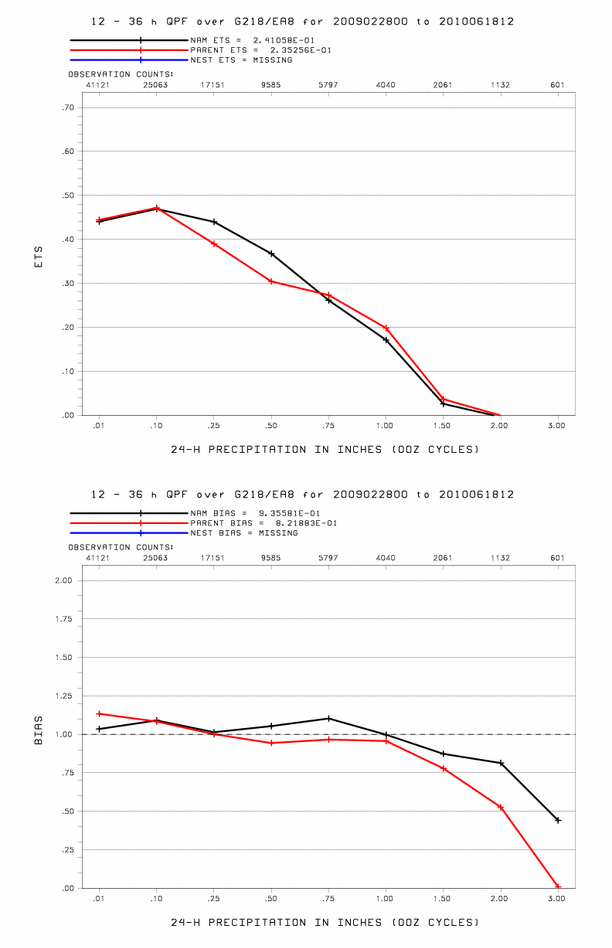 12 - 36 h QPF over G218/EA8 for 2009022800 to 2010061812
NAM ETS = 2.41058E-01
PARENT ETS = 2.35256E-01
NEST ETS = MISSING
OBSERVATION COUNTS:
41121 25063 17151 9585 5797 4040 2061 1132 601
.70
.60
.50
.40
.30
.20
.10
.00
ETS
.01 .10 .25 .50 .75 1.00 1.50 2.00 3.00
24-H PRECIPITATION IN INCHES (00Z CYCLES)
12 - 36 h QPF over G218/EA8 for 2009022800 to 2010061812
NAM BIAS = 9.35581E-01
PARENT BIAS = 8.21883E-01
NEST BIAS = MISSING
OBSERVATION COUNTS:
41121 25063 17151 9585 5797 4040 2061 1132 601
2.00
1.75
1.50
1.25
1.00
.75
.50
.25
.00
BIAS
.01 .10 .25 .50 .75 1.00 1.50 2.00 3.00
24-H PRECIPITATION IN INCHES (00Z CYCLES)